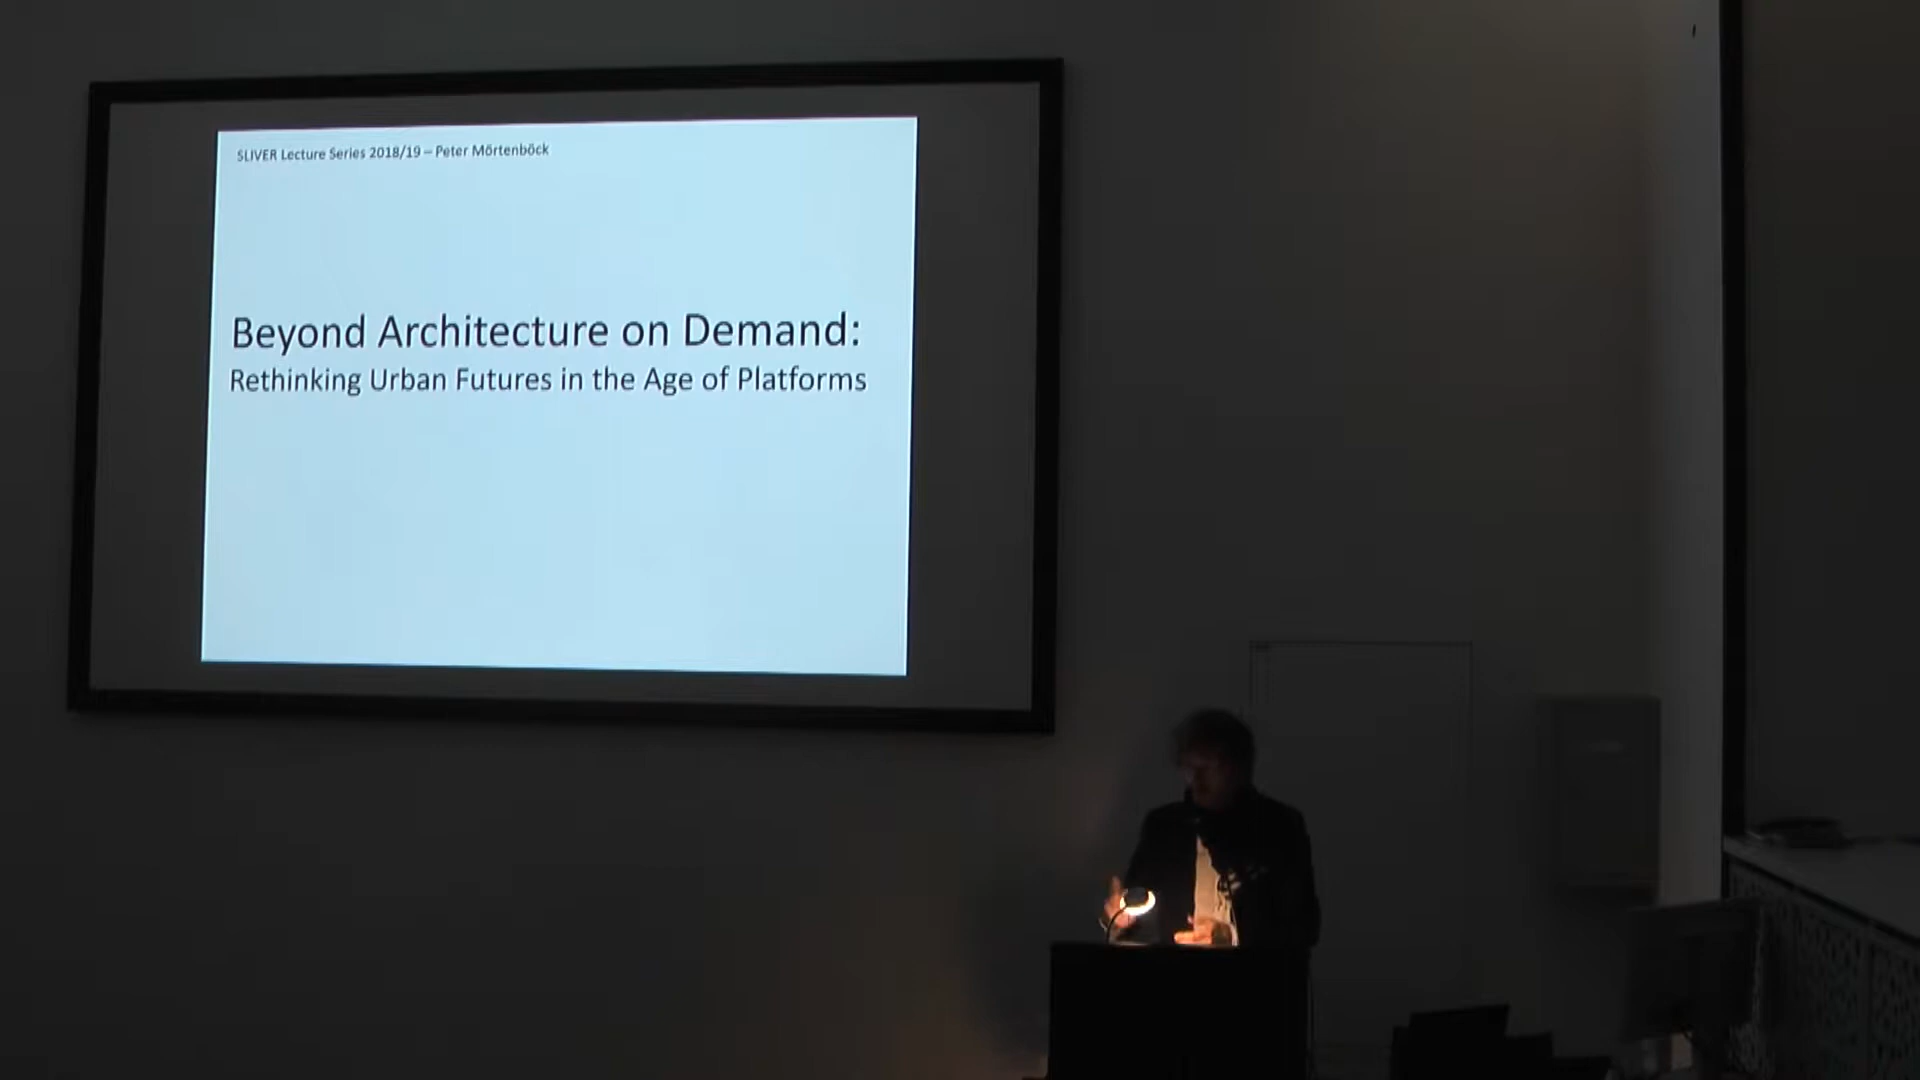 SLIVER Lecture Series 2018/19 – Peter Mörtenböck
Beyond Architecture on Demand:
Rethinking Urban Futures in the Age of Platforms